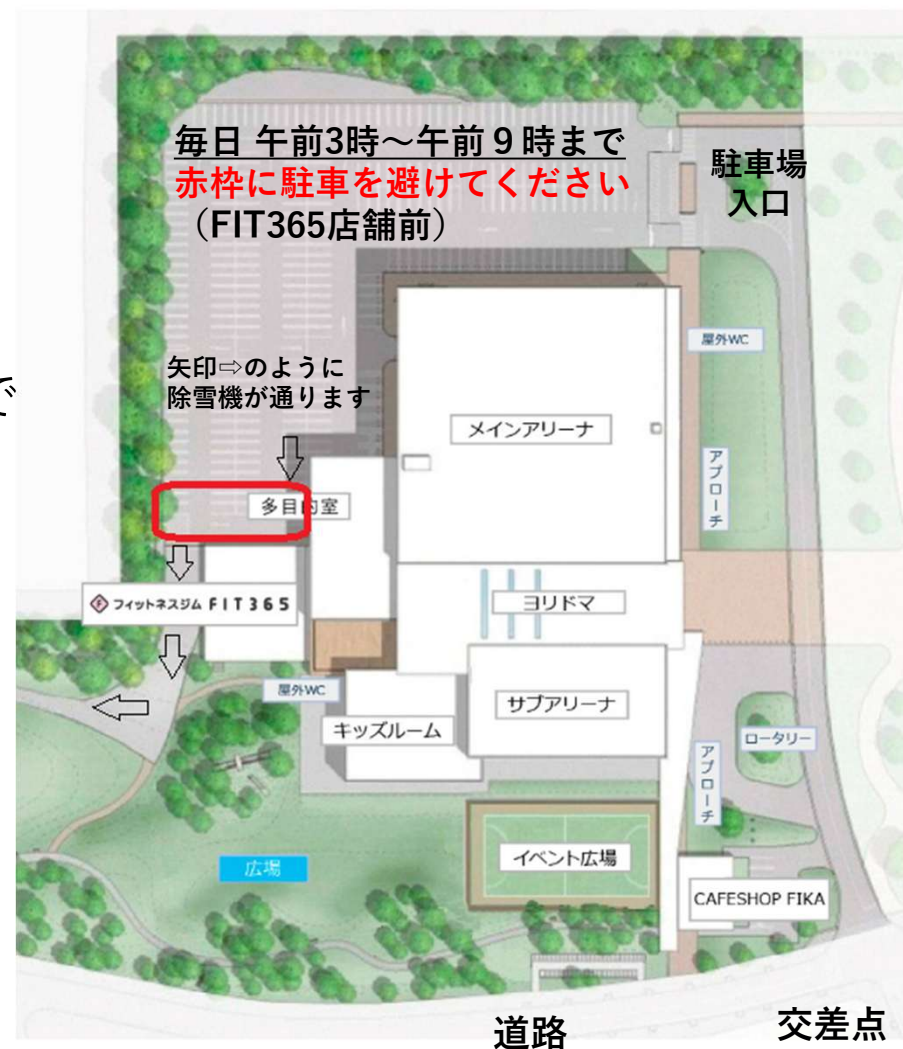 毎日 午前3時～午前９時まで
赤枠に駐車を避けてください
（FIT365店舗前）
駐車場
入口
屋外WC
矢印⇨のように
除雪機が通ります
で
メインアリーナ
アプローチ
多目的室
フィットネスジム FIT365
ヨリドマ
屋外WC
サブアリーナ
キッズルーム
ロータリー
アプローチ
イベント広場
広場
CAFESHOP FIKA
道路
交差点